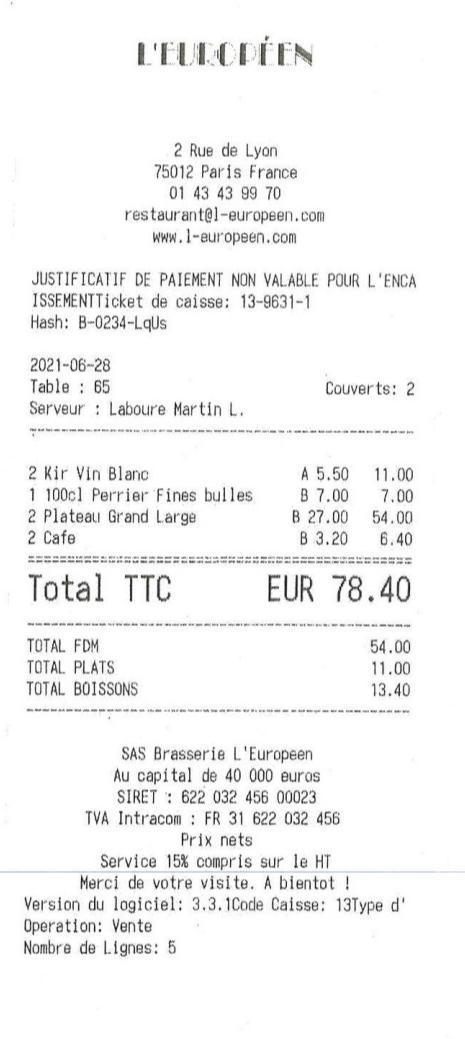 L'EUROPÉEN
2 Rue de Lyon
75012 Paris France
01 43 43 99 70
restaurant@l-europeen.com
www.l-europeen.com
JUSTIFICATIF DE PAIEMENT NON VALABLE POUR L'ENCA
ISSEMENTTicket de caisse: 13-9631-1
Hash: B-0234-LqUs
2021-06-28
Table : 65 Couverts: 2
Serveur : Laboure Martin L.
2 Kir Vin Blanc A 5.50 11.00
1 100cl Perrier Fines bulles B 7.00 7.00
2 Plateau Grand Large B 27.00 54.00
2 Cafe B 3.20 6.40
Total TTC EUR 78.40
TOTAL FDM 54.00
TOTAL PLATS 11.00
TOTAL BOISSONS 13.40
SAS Brasserie L'Europeen
Au capital de 40 000 euros
SIRET : 622 032 456 00023
TVA Intracom : FR 31 622 032 456
Prix nets
Service 15% compris sur le HT
Merci de votre visite. A bientot !
Version du logiciel: 3.3.1Code Caisse: 13Type d'
Operation: Vente
Nombre de Lignes: 5